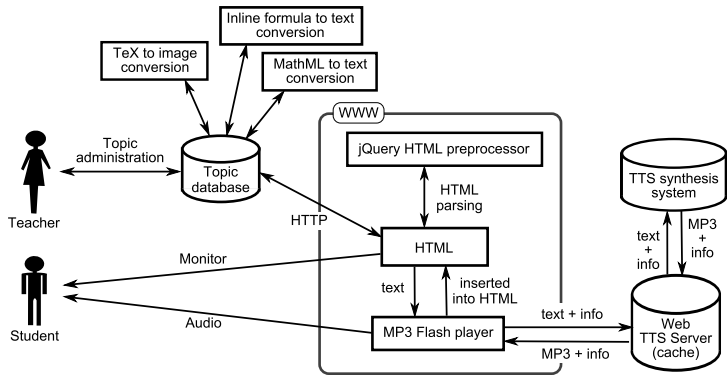 Inline formula to text
conversion
TeX to image
conversion
MathML to text
conversion
WWW
Topic
administration
Topic
database
jQuery HTML preprocessor
TTS synthesis
system
Teacher
HTML
parsing
HTTP
HTML
text
+
info
MP3
+
info
Monitor
text
inserted
into HTML
Student
Audio
MP3 Flash player
text + info
MP3 + info
Web
TTS Server
(cache)